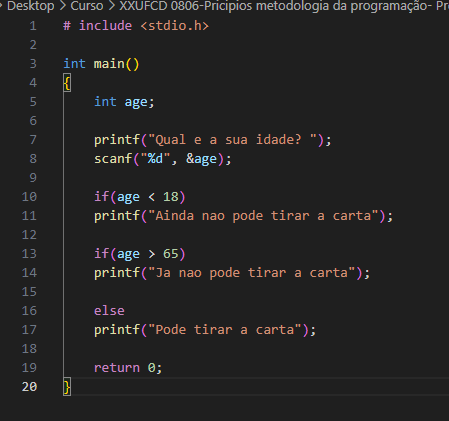 > Desktop > Curso > XXUFCD 0806-Pricipios metodologia da programação- Pr
1 # include <stdio.h>
2
3 int main()
4 {
5 int age;
6
7 printf("Qual e a sua idade? ");
8 scanf("%d", &age);
9
10 if(age < 18)
11 printf("Ainda nao pode tirar a carta");
12
13 if(age > 65)
14 printf("Ja nao pode tirar a carta");
15
16 else
17 printf("Pode tirar a carta");
18
19 return 0;
20 }